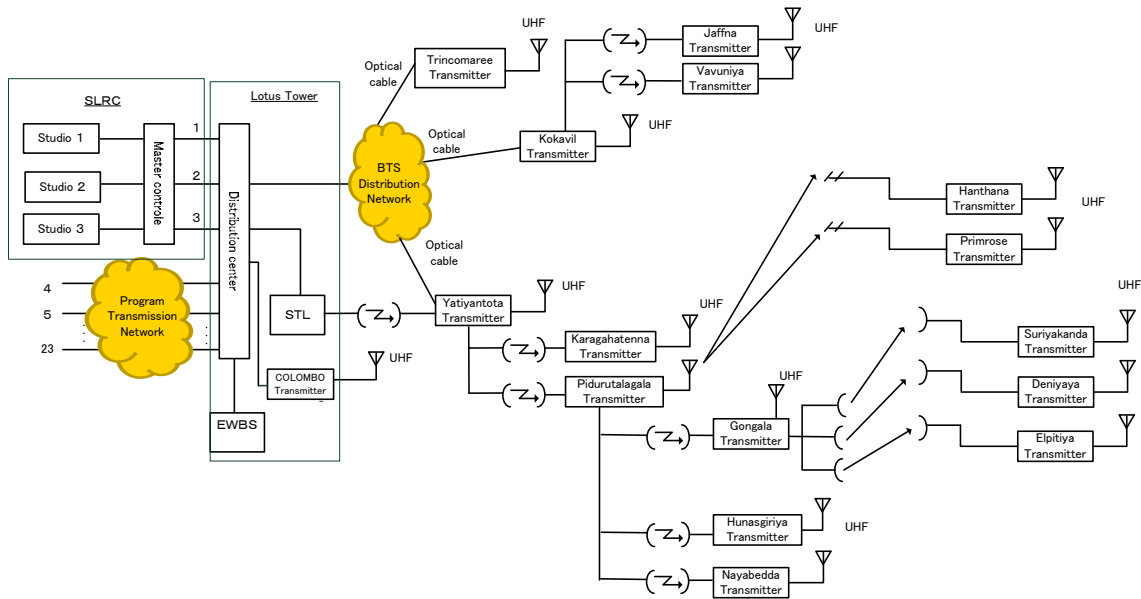 SLRC
Studio 1
Studio 2
Studio 3
Master controle
1
2
3
4
5
23
Program
Transmission
Network
Lotus Tower
Distribution center
STL
COLOMBO
Transmitter
EWBS
UHF
BTS
Distribution
Network
Optical
cable
Optical
cable
Optical
cable
Trincomaree
Transmitter
UHF
Kokavil
Transmitter
UHF
Jaffna
Transmitter
UHF
Vavuniya
Transmitter
Yatiyantota
Transmitter
UHF
Karagahatenna
Transmitter
UHF
Pidurutalagala
Transmitter
Hanthana
Transmitter
UHF
Primrose
Transmitter
Gongala
Transmitter
UHF
UHF
Suriyakanda
Transmitter
Deniyaya
Transmitter
Elpitiya
Transmitter
Hunasgiriya
Transmitter
UHF
Nayabedda
Transmitter